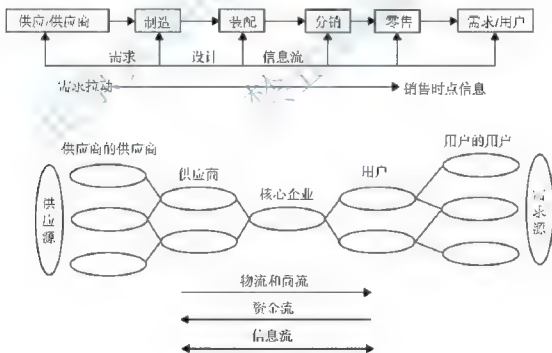 供应/供应商 制造 装配 分销 零售 需求/用户
需求 设计 信息流
需求拉动 销售时点信息
用户的用户
供应商的供应商
供应商 用户
核心企业
供应源
需求源
物流和商流
资金流
信息流